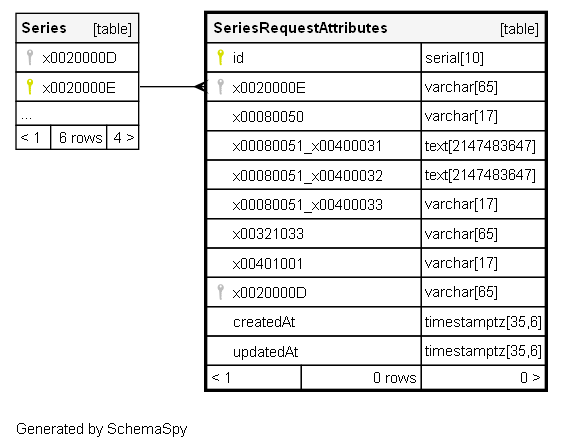 Series [table]
x0020000D
x0020000E
...
< 1 6 rows 4 >
SeriesRequestAttributes [table]
id serial[10]
x0020000E varchar[65]
x00080050 varchar[17]
x00080051_x00400031 text[2147483647]
x00080051_x00400032 text[2147483647]
x00080051_x00400033 varchar[17]
x00321033 varchar[65]
x00401001 varchar[17]
x0020000D varchar[65]
createdAt timestamptz[35,6]
updatedAt timestamptz[35,6]
< 1 0 rows 0 >
Generated by SchemaSpy